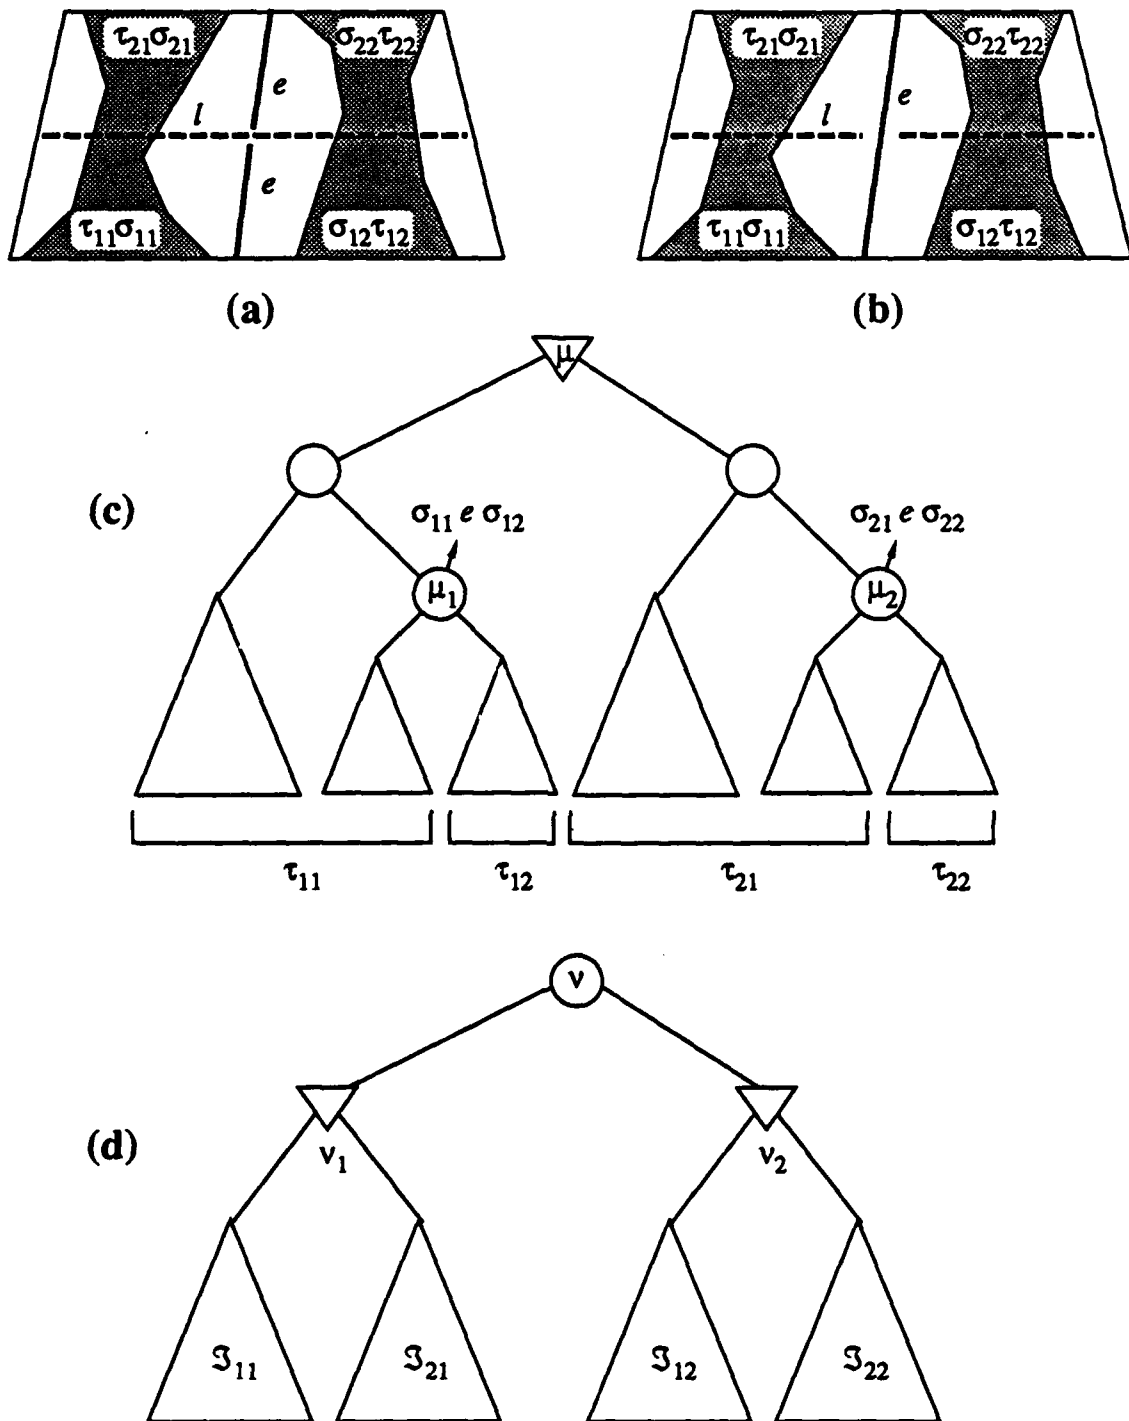 τ₂₁σ₂₁ σ₂₂τ₂₂ τ₂₁σ₂₁ σ₂₂τ₂₂
e e
l l
e
τ₁₁σ₁₁ σ₁₂τ₁₂ τ₁₁σ₁₁ σ₁₂τ₁₂
(a) (b)
μ
(c)
σ₁₁ e σ₁₂ σ₂₁ e σ₂₂
μ₁ μ₂
τ₁₁ τ₁₂ τ₂₁ τ₂₂
ν
(d)
ν₁ ν₂
ℑ₁₁ ℑ₂₁ ℑ₁₂ ℑ₂₂